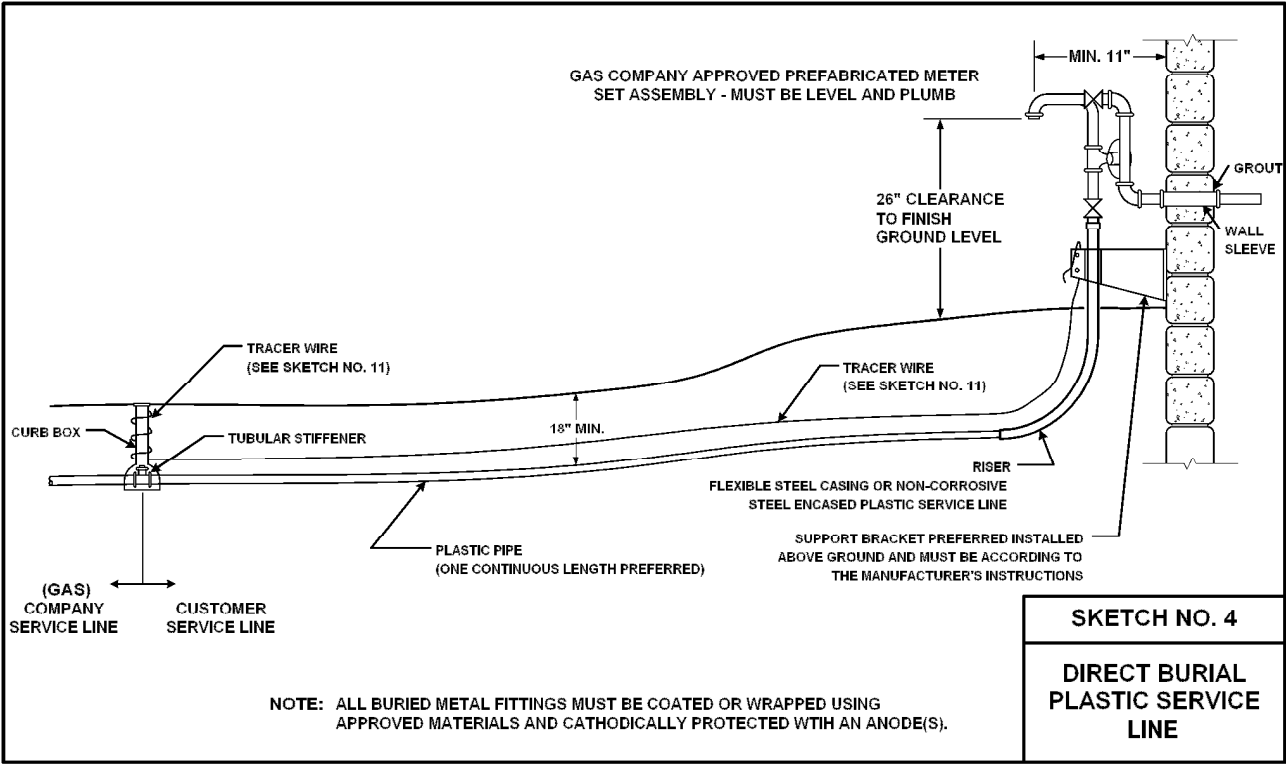 MIN. 11"
GAS COMPANY APPROVED PREFABRICATED METER
SET ASSEMBLY - MUST BE LEVEL AND PLUMB
GROUT
26" CLEARANCE
TO FINISH
GROUND LEVEL
WALL
SLEEVE
TRACER WIRE
(SEE SKETCH NO. 11)
TRACER WIRE
(SEE SKETCH NO. 11)
CURB BOX
TUBULAR STIFFENER
18" MIN.
RISER
FLEXIBLE STEEL CASING OR NON-CORROSIVE
STEEL ENCASED PLASTIC SERVICE LINE
SUPPORT BRACKET PREFERRED INSTALLED
ABOVE GROUND AND MUST BE ACCORDING TO
THE MANUFACTURER'S INSTRUCTIONS
PLASTIC PIPE
(ONE CONTINUOUS LENGTH PREFERRED)
(GAS)
COMPANY
SERVICE LINE
CUSTOMER
SERVICE LINE
SKETCH NO. 4
DIRECT BURIAL
PLASTIC SERVICE
LINE
NOTE: ALL BURIED METAL FITTINGS MUST BE COATED OR WRAPPED USING
APPROVED MATERIALS AND CATHODICALLY PROTECTED WTIH AN ANODE(S).